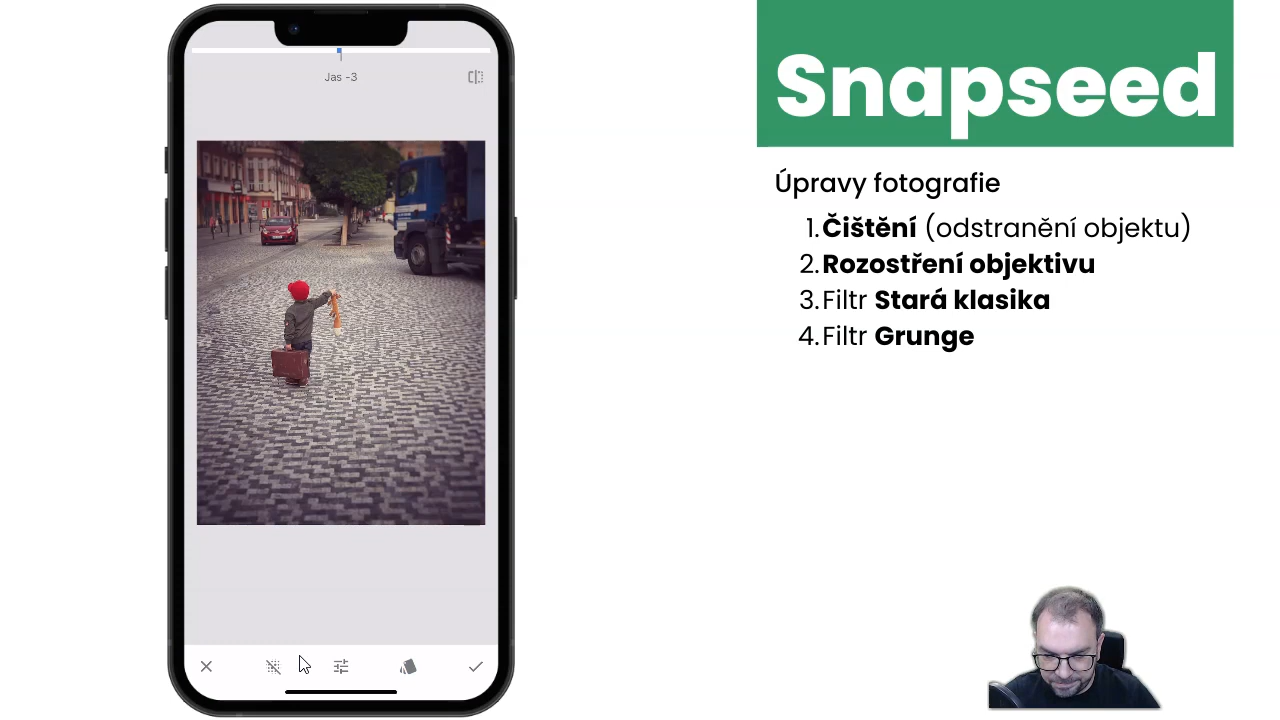 Jas -3
Snapseed
Úpravy fotografie
1. Čištění (odstranění objektu)
2. Rozostření objektivu
3. Filtr Stará klasika
4. Filtr Grunge